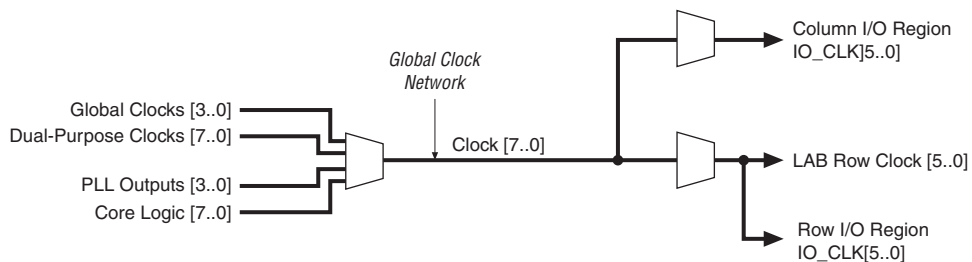 Column I/O Region
IO_CLK]5..0]
Global Clock
Network
Global Clocks [3..0]
Dual-Purpose Clocks [7..0]
Clock [7..0]
LAB Row Clock [5..0]
PLL Outputs [3..0]
Core Logic [7..0]
Row I/O Region
IO_CLK[5..0]